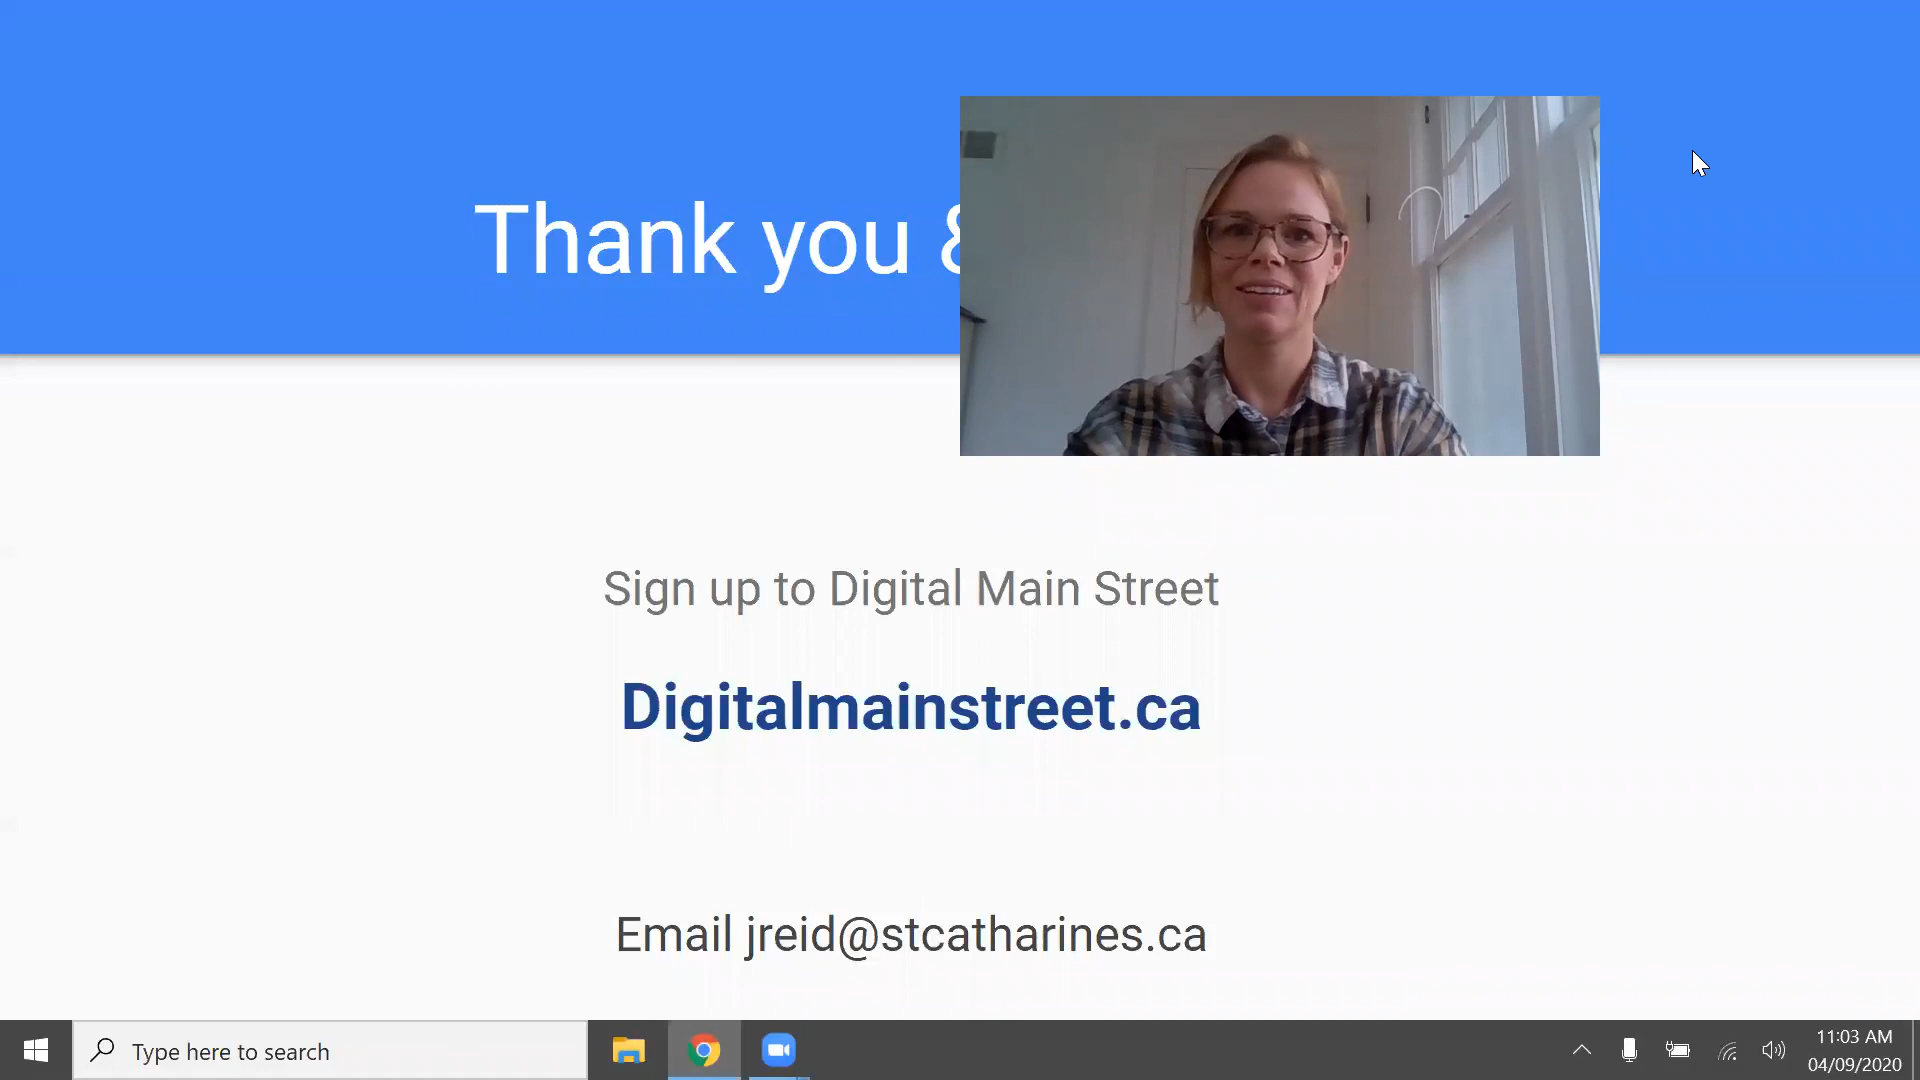 Thank you &
Sign up to Digital Main Street
Digitalmainstreet.ca
Email jreid@stcatharines.ca
Type here to search
11:03 AM
04/09/2020